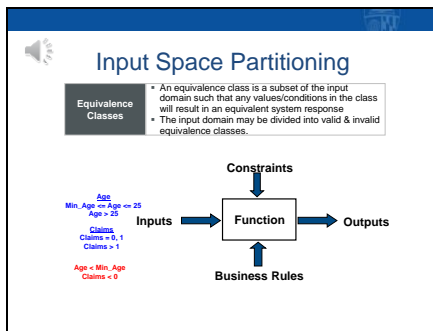 Input Space Partitioning
Equivalence
Classes
▪ An equivalence class is a subset of the input
domain such that any values/conditions in the class
will result in an equivalent system response
▪ The input domain may be divided into valid & invalid
equivalence classes.
Constraints
Age
Min_Age <= Age <= 25
Age > 25
Claims
Claims = 0, 1
Claims > 1
Age < Min_Age
Claims < 0
Inputs
Function
Outputs
Business Rules